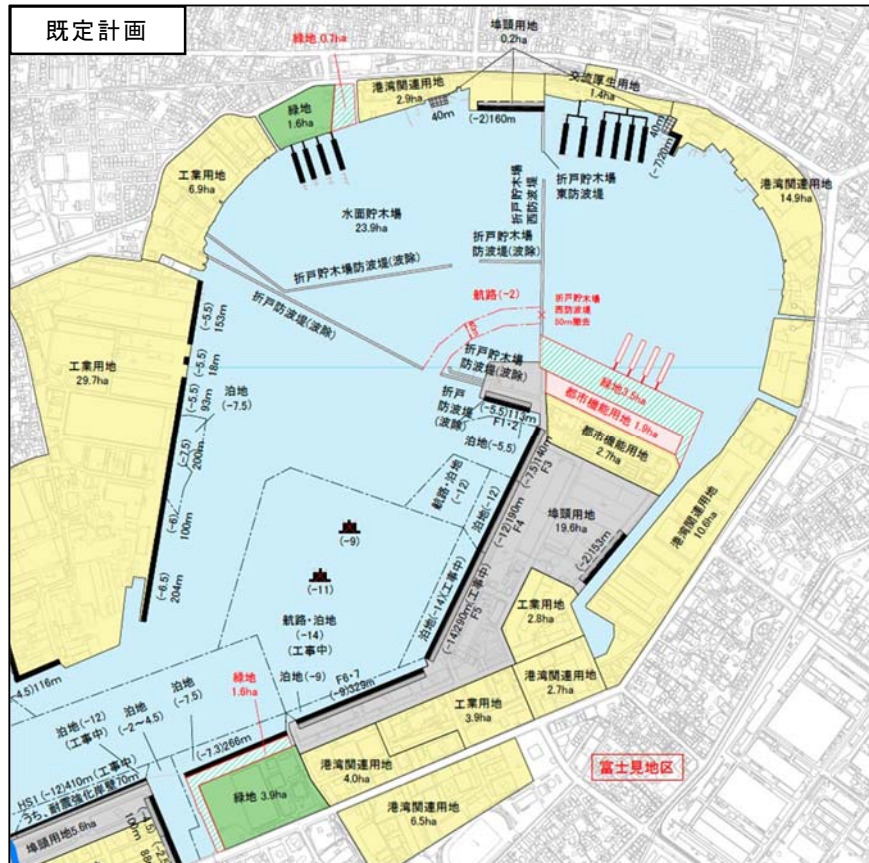 既定計画
埠頭用地
0.2ha
緑地 0.7ha
緑地
1.6ha
港湾関連用地
2.9ha
40m
(-2)160m
交流厚生用地
1.4ha
40m
(-7)20m
工業用地
6.9ha
水面貯木場
23.9ha
折戸貯木場
西防波堤
折戸貯木場
東防波堤
港湾関連用地
14.9ha
折戸貯木場
防波堤(波除)
折戸貯木場防波堤(波除)
折戸防波堤(波除)
航路(-2)
折戸貯木場
西防波堤
50m撤去
(-5.5)
153m
(-5.5)
18m
(-5.5)
93m
泊地
(-7.5)
(-7.5)
200m
(-6)
100m
(-6.5)
204m
工業用地
29.7ha
折戸貯木場
防波堤(波除)
折戸
防波堤
(波除)
(-5.5)113m
F1・2
泊地(-5.5)
緑地3.5ha
都市機能用地 1.9ha
都市機能用地
2.7ha
航路・泊地
(-12)
泊地(-12)
(-7.5)140m
F3
(-12)190m
F4
埠頭用地
19.6ha
(-2)153m
港湾関連用地
10.6ha
(-9)
(-11)
航路・泊地
(-14)
(工事中)
泊地(-14)(工事中)
(-14)290m(工事中)
F5
工業用地
2.8ha
港湾関連用地
2.7ha
工業用地
3.9ha
泊地(-9)
F6・7
(-9)329m
緑地
1.6ha
-4.5)116m
泊地(-12)
(工事中)
泊地
(-2~-4.5)
泊地
(-7.5)
(-7.3)266m
HS1(-12)410m(工事中)
うち、耐震強化岸壁70m
緑地 3.9ha
港湾関連用地
4.0ha
港湾関連用地
6.5ha
富士見地区
埠頭用地5.6ha
(-4.5)
100m